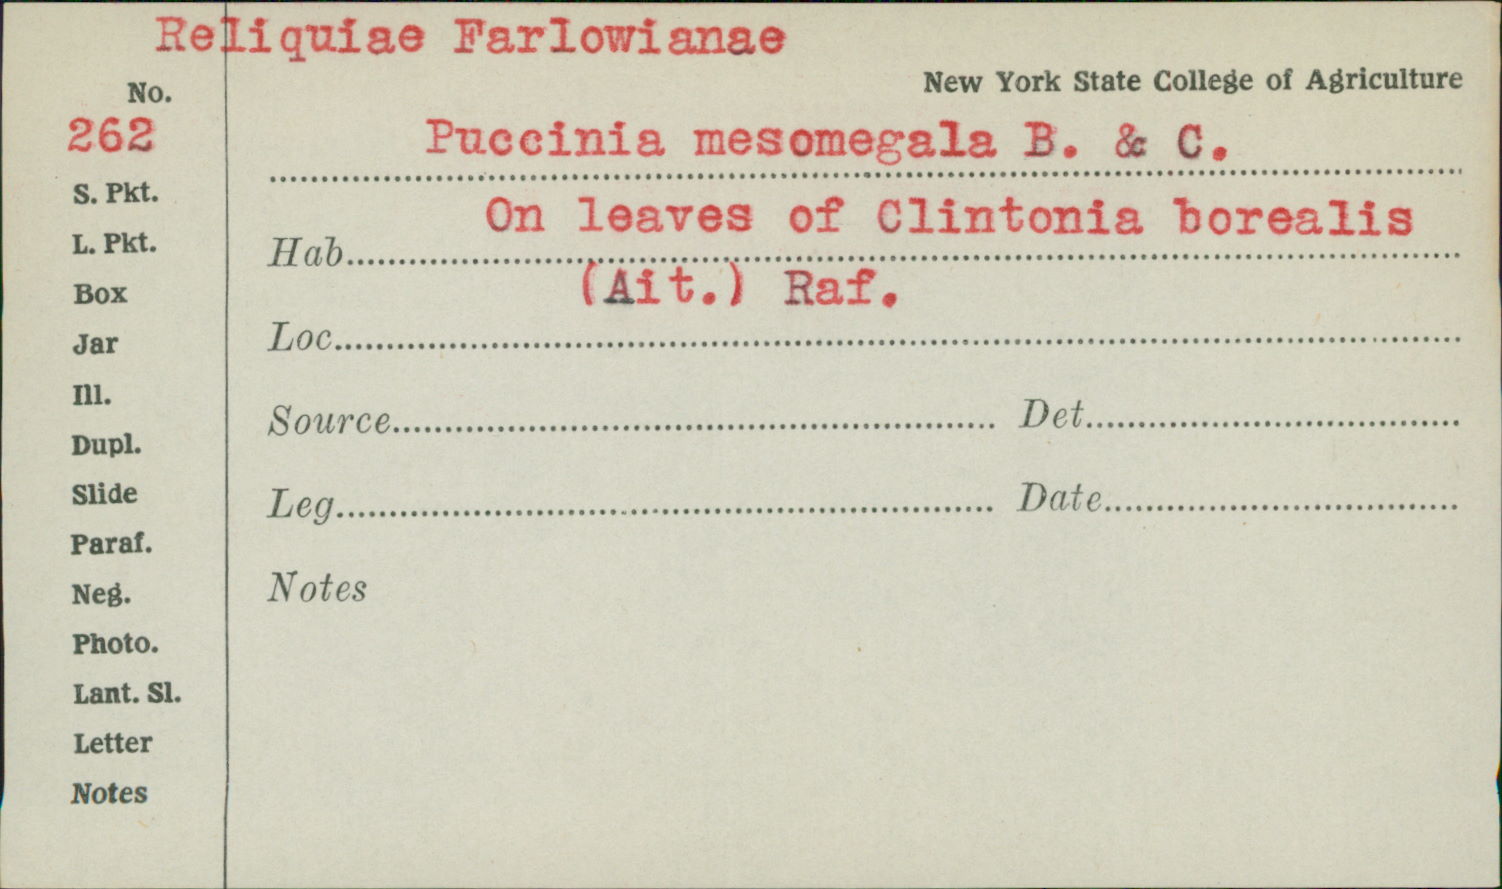 Reliquiae Farlowianae
New York State College of Agriculture
No.
262
Puccinia mesomegala B. & C.
S. Pkt.
On leaves of Clintonia borealis
L. Pkt.
Hab.
(Ait.) Raf.
Box
Jar
Loc.
Ill.
Source
Det.
Dupl.
Slide
Leg.
Date
Paraf.
Neg.
Notes
Photo.
Lant. Sl.
Letter
Notes